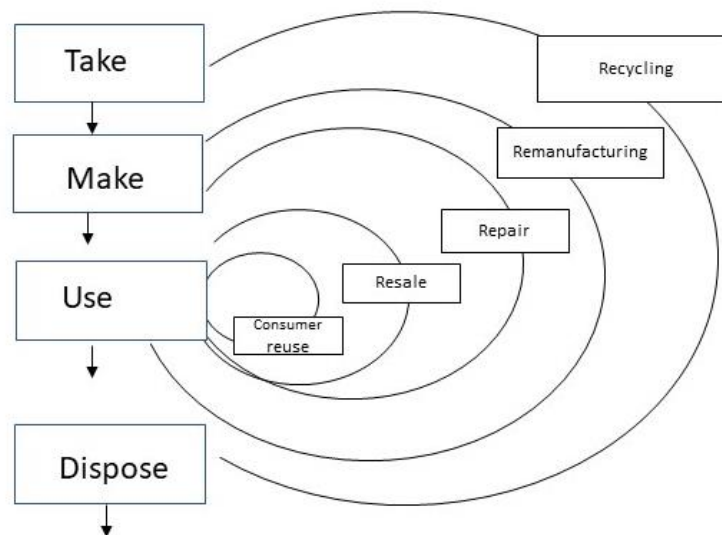 Take
Recycling
Remanufacturing
Make
Repair
Resale
Use
Consumer
reuse
Dispose